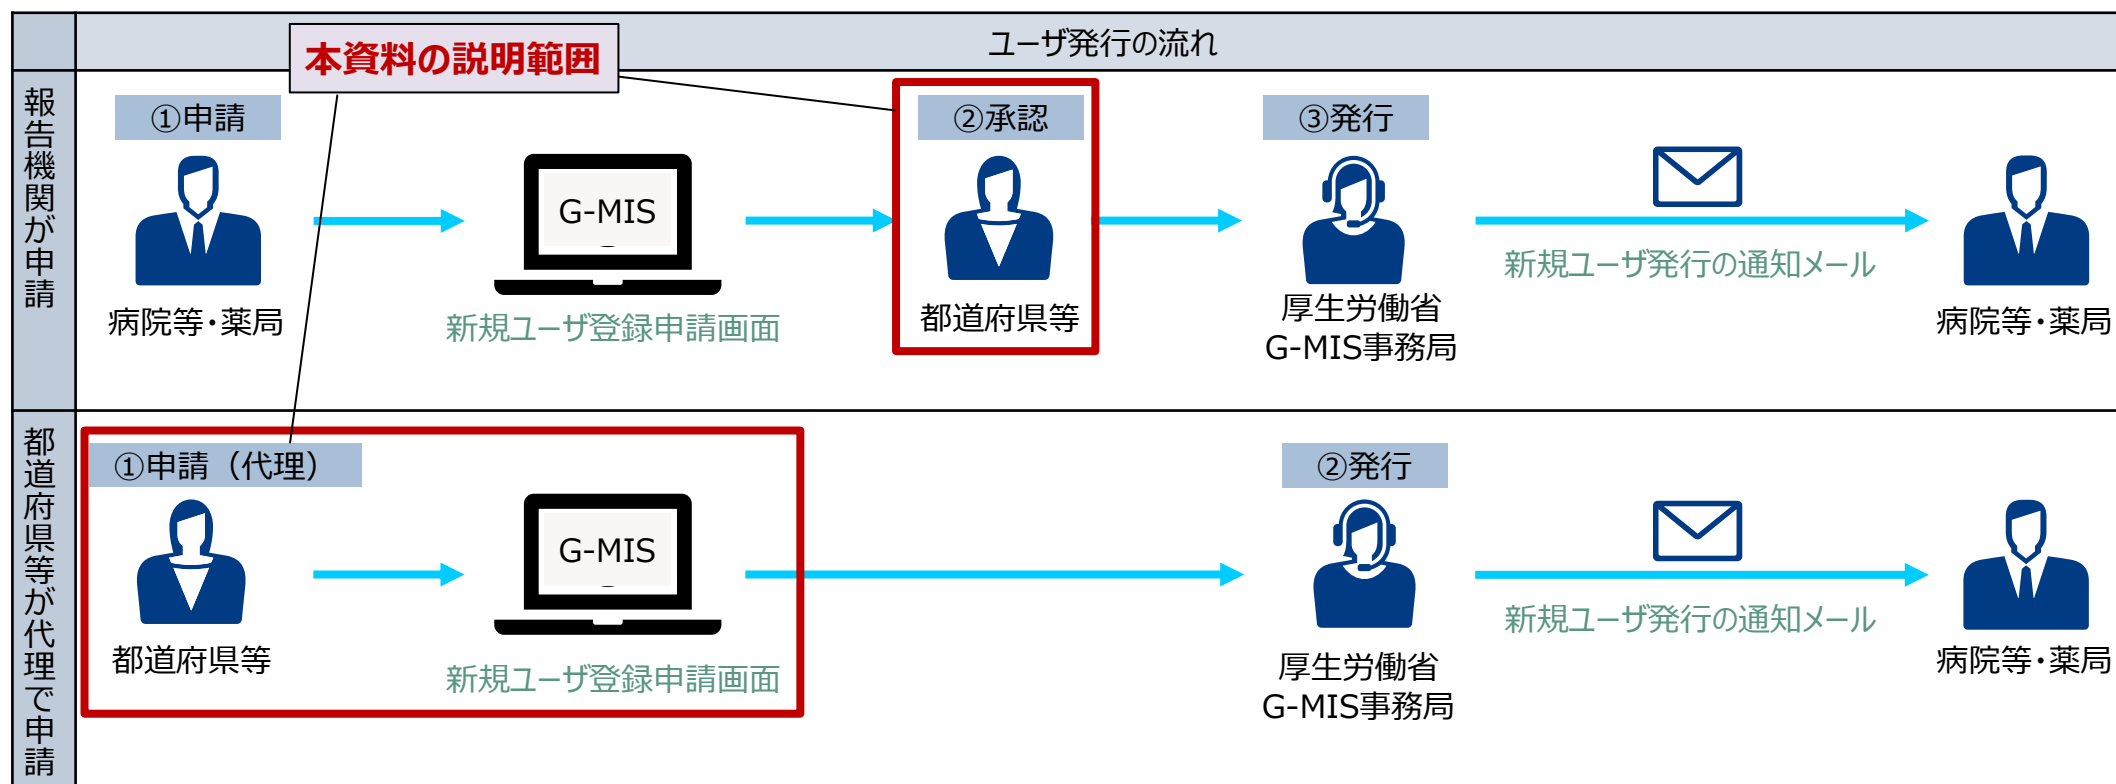 ユーザ発行の流れ
本資料の説明範囲
報告機関が申請
①申請
②承認
③発行
G-MIS
病院等・薬局
新規ユーザ登録申請画面
都道府県等
厚生労働省
G-MIS事務局
新規ユーザ発行の通知メール
病院等・薬局
都道府県等が代理で申請
①申請（代理）
②発行
G-MIS
都道府県等
新規ユーザ登録申請画面
厚生労働省
G-MIS事務局
新規ユーザ発行の通知メール
病院等・薬局